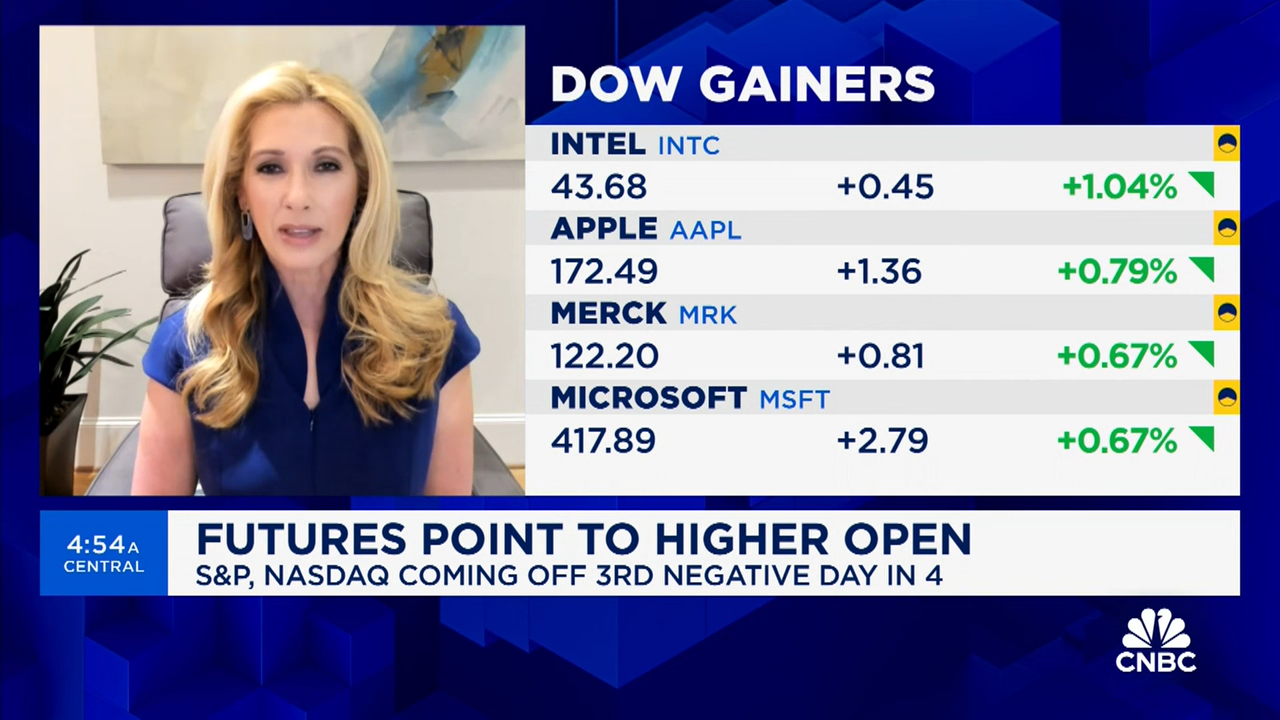 DOW GAINERS
INTEL INTC
43.68 +0.45 +1.04%
APPLE AAPL
172.49 +1.36 +0.79%
MERCK MRK
122.20 +0.81 +0.67%
MICROSOFT MSFT
417.89 +2.79 +0.67%
4:54A
CENTRAL
FUTURES POINT TO HIGHER OPEN
S&P, NASDAQ COMING OFF 3RD NEGATIVE DAY IN 4
CNBC